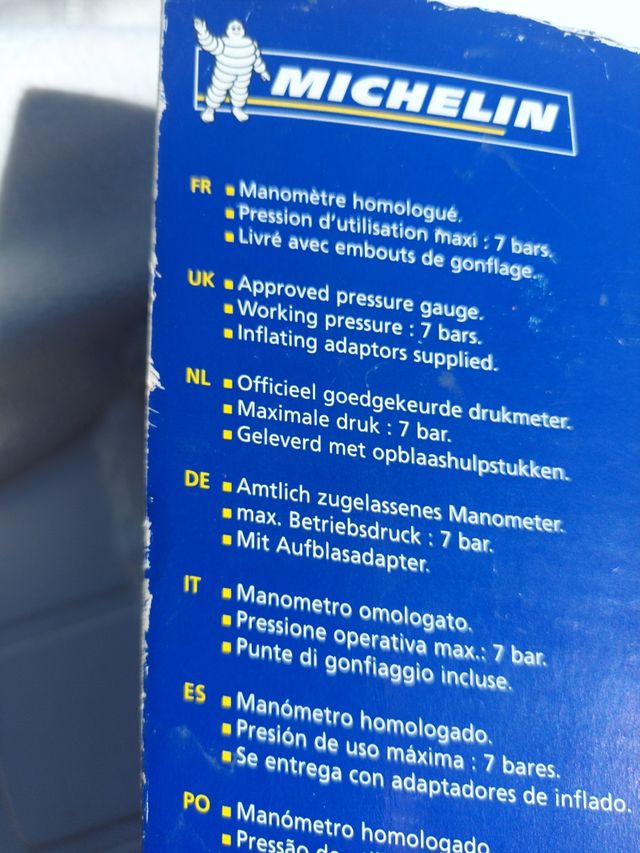 MICHELIN
FR ▪ Manomètre homologué.
▪ Pression d'utilisation maxi : 7 bars.
▪ Livré avec embouts de gonflage.
UK ▪ Approved pressure gauge.
▪ Working pressure : 7 bars.
▪ Inflating adaptors supplied.
NL ▪ Officieel goedgekeurde drukmeter.
▪ Maximale druk : 7 bar.
▪ Geleverd met opblaashulpstukken.
DE ▪ Amtlich zugelassenes Manometer.
▪ max. Betriebsdruck : 7 bar.
▪ Mit Aufblasadapter.
IT ▪ Manometro omologato.
▪ Pressione operativa max.: 7 bar.
▪ Punte di gonfiaggio incluse.
ES ▪ Manómetro homologado.
▪ Presión de uso máxima : 7 bares.
▪ Se entrega con adaptadores de inflado.
PO ▪ Manómetro homologado.
▪ Pressão